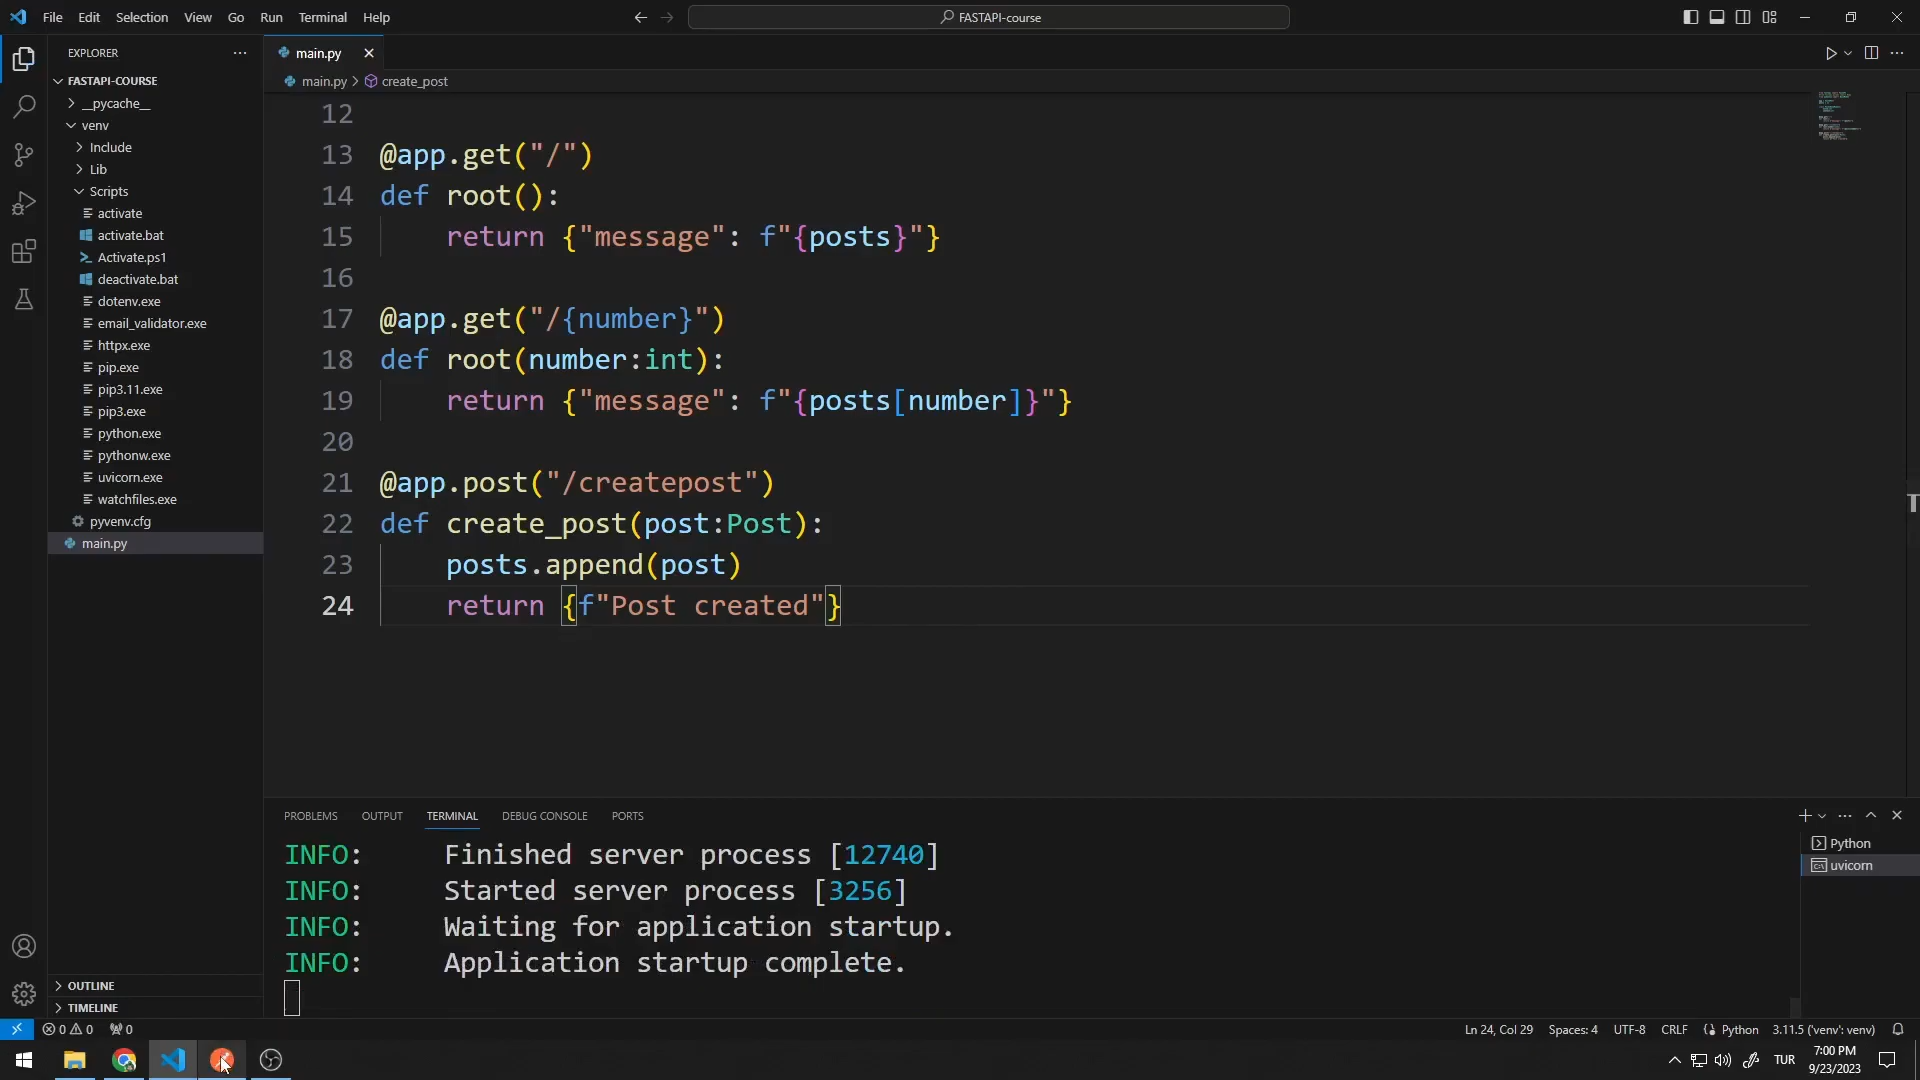 File Edit Selection View Go Run Terminal Help
FASTAPI-course
EXPLORER
main.py
main.py > create_post
FASTAPI-COURSE
__pycache__
venv
Include
Lib
Scripts
activate
activate.bat
Activate.ps1
deactivate.bat
dotenv.exe
email_validator.exe
httpx.exe
pip.exe
pip3.11.exe
pip3.exe
python.exe
pythonw.exe
uvicorn.exe
watchfiles.exe
pyvenv.cfg
main.py
OUTLINE
TIMELINE
12
13 @app.get("/")
14 def root():
15 return {"message": f"{posts}"}
16
17 @app.get("/{number}")
18 def root(number:int):
19 return {"message": f"{posts[number]}"}
20
21 @app.post("/createpost")
22 def create_post(post:Post):
23 posts.append(post)
24 return {f"Post created"}
PROBLEMS OUTPUT TERMINAL DEBUG CONSOLE PORTS
INFO: Finished server process [12740]
INFO: Started server process [3256]
INFO: Waiting for application startup.
INFO: Application startup complete.
Python
uvicorn
0 0 0
Ln 24, Col 29 Spaces: 4 UTF-8 CRLF Python 3.11.5 ('venv': venv)
TUR
7:00 PM
9/23/2023